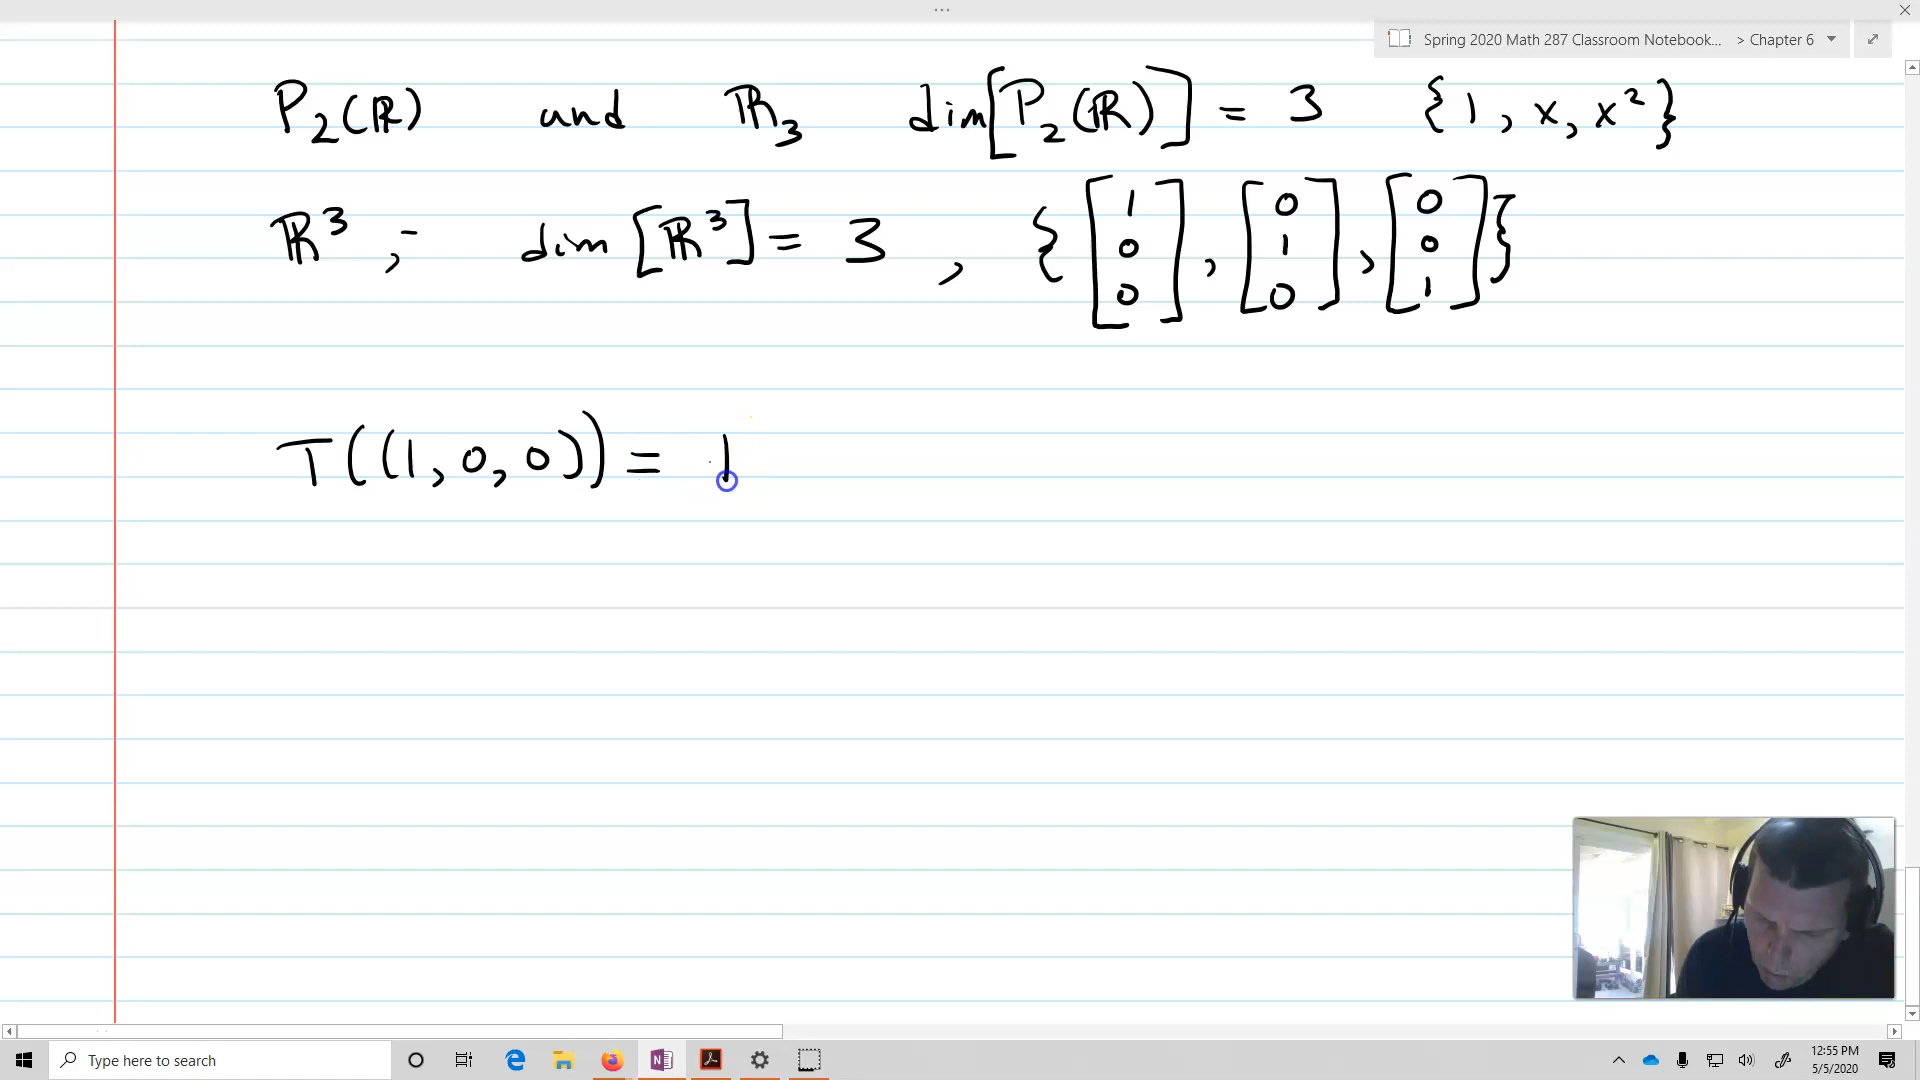 Spring 2020 Math 287 Classroom Notebook... > Chapter 6
P₂(ℝ) and ℝ₃ dim[P₂(ℝ)] = 3 {1, x, x²}
ℝ³ ; dim [ℝ³] = 3 , {[1 0 0], [0 1 0], [0 0 1]}
T((1, 0, 0)) = 1
Type here to search
12:55 PM
5/5/2020